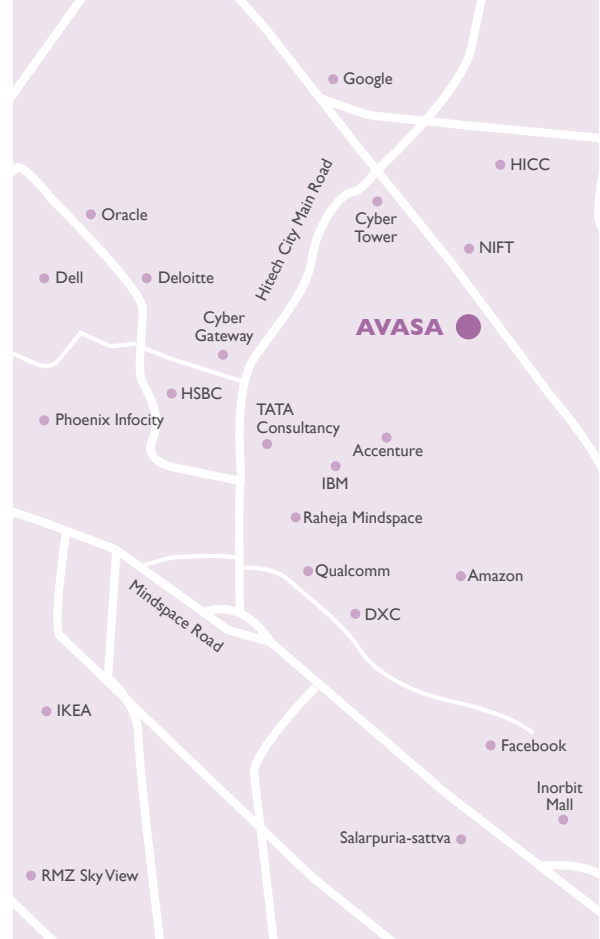 Google
HICC
Hitech City Main Road
Oracle
Cyber
Tower
NIFT
Dell
Deloitte
Cyber
Gateway
AVASA
HSBC
TATA
Consultancy
Phoenix Infocity
Accenture
IBM
Raheja Mindspace
Qualcomm
Amazon
Mindspace Road
DXC
IKEA
Facebook
Inorbit
Mall
Salarpuria-sattva
RMZ Sky View